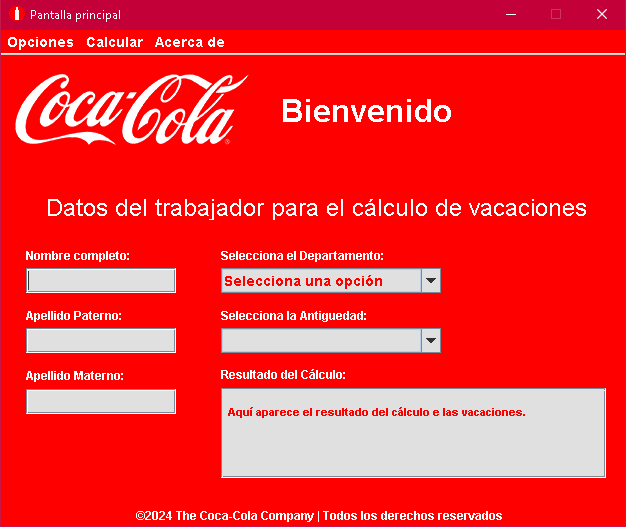 Pantalla principal
Opciones Calcular Acerca de
Coca-Cola
®
Bienvenido
Datos del trabajador para el cálculo de vacaciones
Nombre completo:
Selecciona el Departamento:
Selecciona una opción
Apellido Paterno:
Selecciona la Antiguedad:
Apellido Materno:
Resultado del Cálculo:
Aquí aparece el resultado del cálculo e las vacaciones.
©2024 The Coca-Cola Company | Todos los derechos reservados